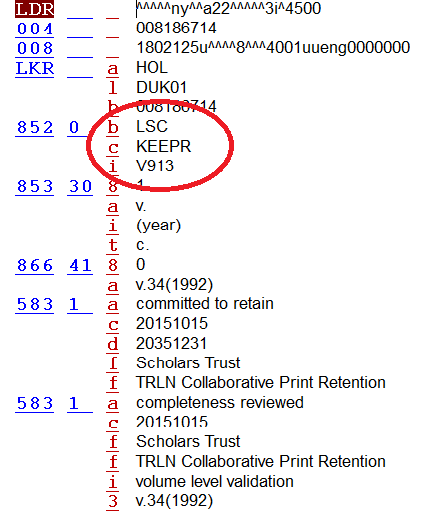 LDR _ _ ^^^^^ny^^a22^^^^^3i^4500
004 _ _ 008186714
008 _ _ 1802125u^^^^8^^^4001uueng0000000
LKR _ a HOL
l DUK01
b 008186714
852 0_ b LSC
c KEEPR
i V913
853 30 8 1
a v.
i (year)
t c.
866 41 8 0
a v.34(1992)
583 1_ a committed to retain
c 20151015
d 20351231
f Scholars Trust
f TRLN Collaborative Print Retention
583 1_ a completeness reviewed
c 20151015
f Scholars Trust
f TRLN Collaborative Print Retention
i volume level validation
3 v.34(1992)